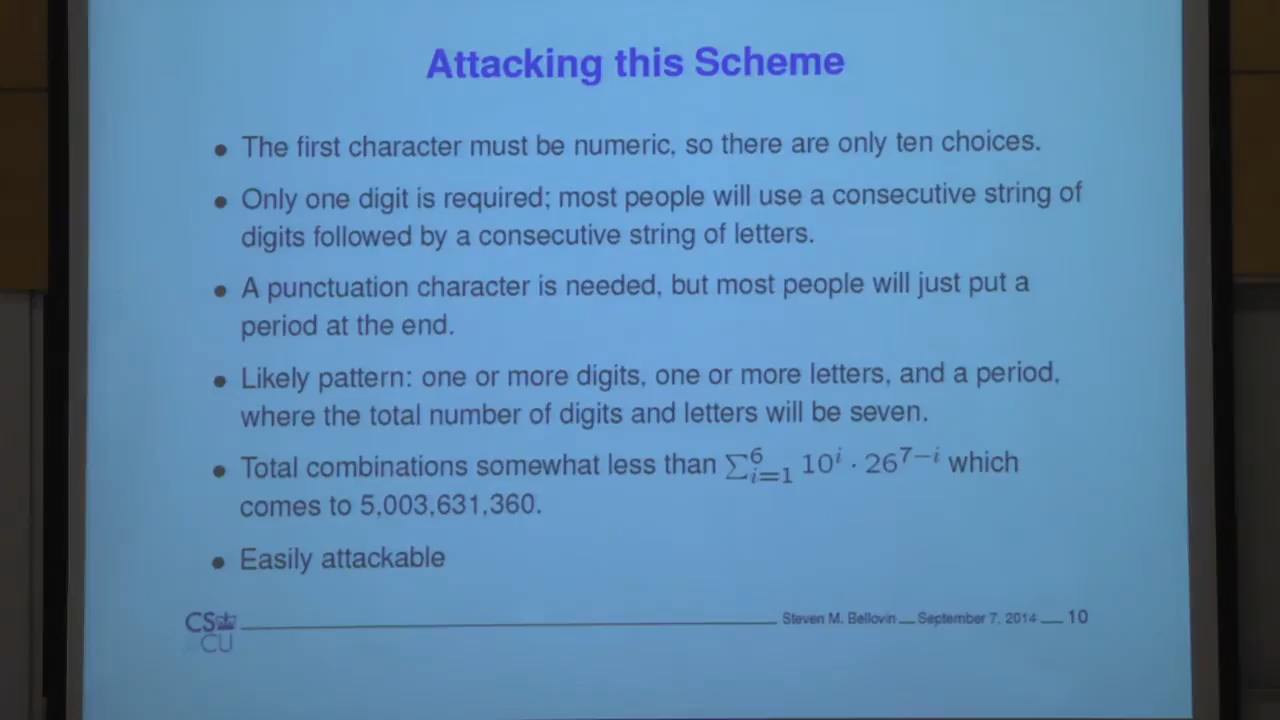 Attacking this Scheme
• The first character must be numeric, so there are only ten choices.
• Only one digit is required; most people will use a consecutive string of
digits followed by a consecutive string of letters.
• A punctuation character is needed, but most people will just put a
period at the end.
• Likely pattern: one or more digits, one or more letters, and a period,
where the total number of digits and letters will be seven.
• Total combinations somewhat less than ∑_{i=1}^{6} 10^i · 26^{7−i} which
comes to 5,003,631,360.
• Easily attackable
CS
CU
Steven M. Bellovin __ September 7, 2014 __ 10